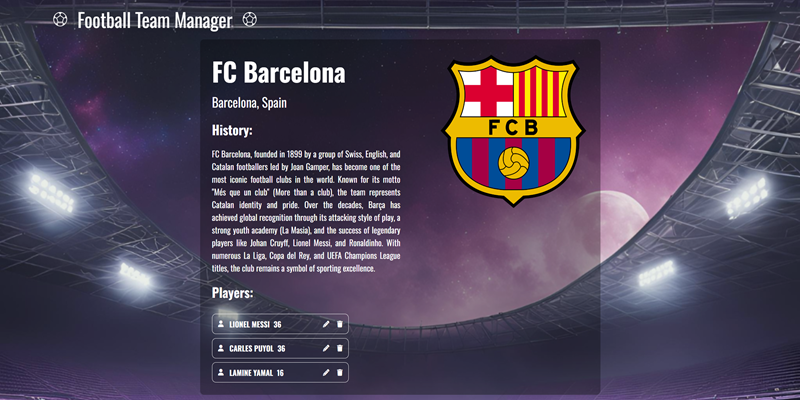 Football Team Manager
FC Barcelona
Barcelona, Spain
History:
FC Barcelona, founded in 1899 by a group of Swiss, English, and
Catalan footballers led by Joan Gamper, has become one of the
most iconic football clubs in the world. Known for its motto
"Més que un club" (More than a club), the team represents
Catalan identity and pride. Over the decades, Barça has
achieved global recognition through its attacking style of play, a
strong youth academy (La Masia), and the success of legendary
players like Johan Cruyff, Lionel Messi, and Ronaldinho. With
numerous La Liga, Copa del Rey, and UEFA Champions League
titles, the club remains a symbol of sporting excellence.
FCB
Players:
LIONEL MESSI 36
CARLES PUYOL 36
LAMINE YAMAL 16